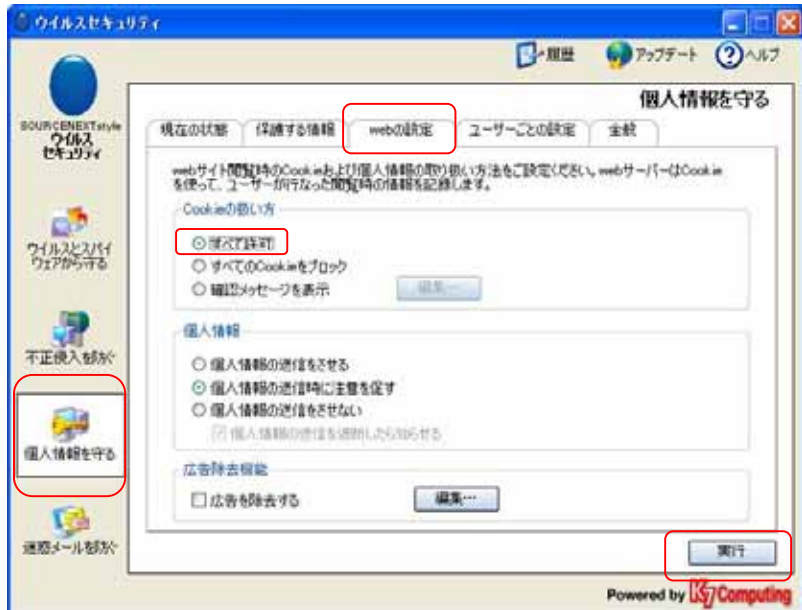 ウイルスセキュリティ
履歴
アップデート
ヘルプ
個人情報を守る
SOURCENEXTstyle
ウイルス
セキュリティ
現在の状態
保護する情報
webの設定
ユーザーごとの設定
全般
webサイト閲覧時のCookieおよび個人情報の取り扱い方法をご設定ください。webサーバーはCookie
を使って、ユーザーが行なった閲覧時の情報を記録します。
Cookieの扱い方
すべて許可
すべてのCookieをブロック
確認メッセージを表示
編集…
ウイルスとスパイ
ウェアから守る
個人情報
個人情報の送信をさせる
個人情報の送信時に注意を促す
個人情報の送信をさせない
個人情報の送信を遮断したら知らせる
不正侵入を防ぐ
個人情報を守る
広告除去機能
広告を除去する
編集…
迷惑メールを防ぐ
実行
Powered by K7 Computing